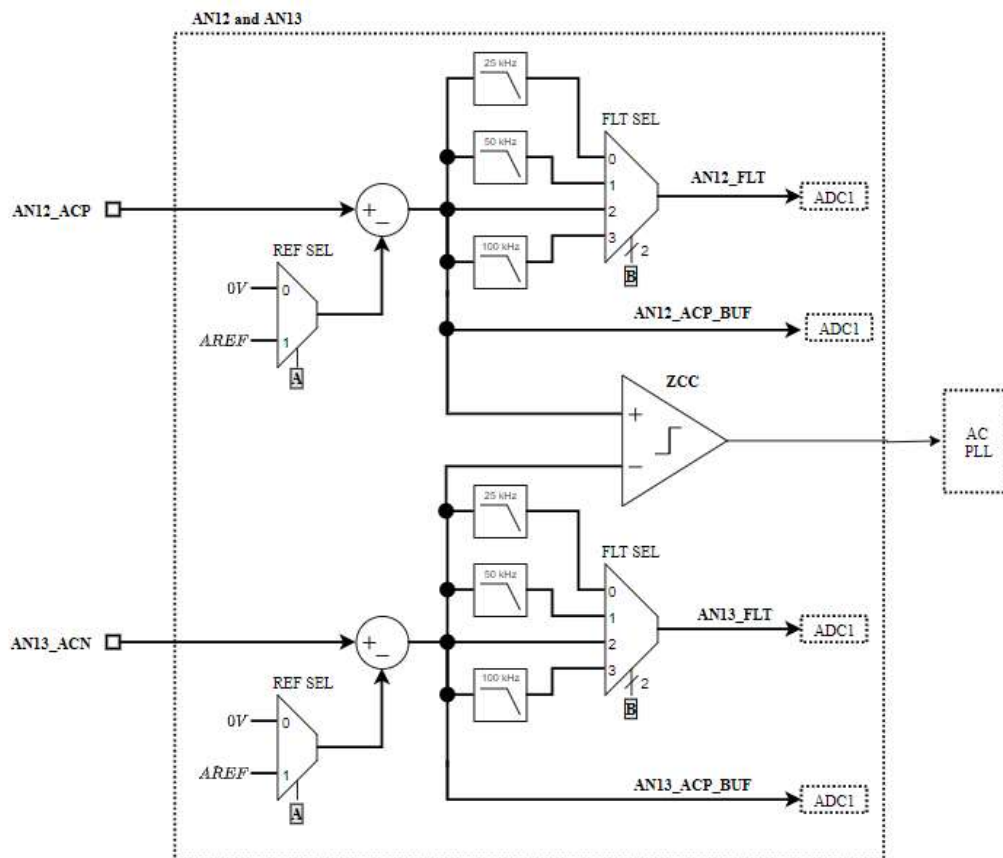 AN12 and AN13
25 kHz
FLT SEL
0
50 kHz
1
AN12_FLT
ADC1
AN12_ACP
+
−
2
100 kHz
3
2
B
REF SEL
0V
0
AREF
1
A
AN12_ACP_BUF
ADC1
ZCC
+
−
AC
PLL
25 kHz
FLT SEL
0
50 kHz
1
AN13_FLT
ADC1
AN13_ACN
+
−
2
100 kHz
3
2
B
REF SEL
0V
0
AREF
1
A
AN13_ACP_BUF
ADC1